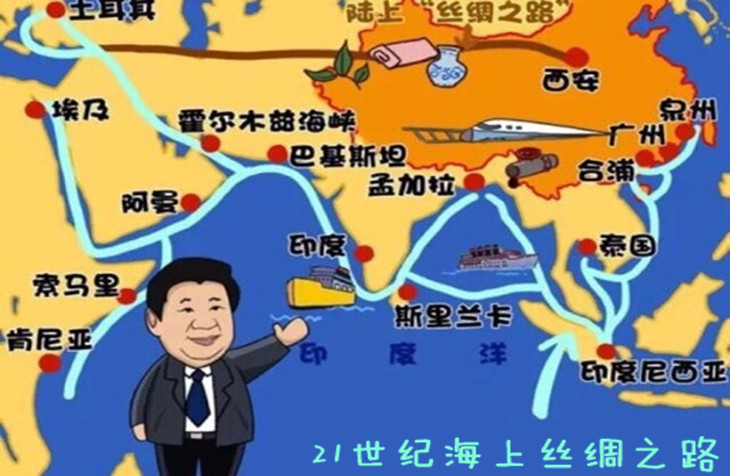 土耳其
陆上“丝绸之路”
西安
埃及
泉州
霍尔木兹海峡
广州
巴基斯坦
合浦
孟加拉
阿曼
印度
泰国
索马里
斯里兰卡
肯尼亚
印度洋
印度尼西亚
21世纪海上丝绸之路